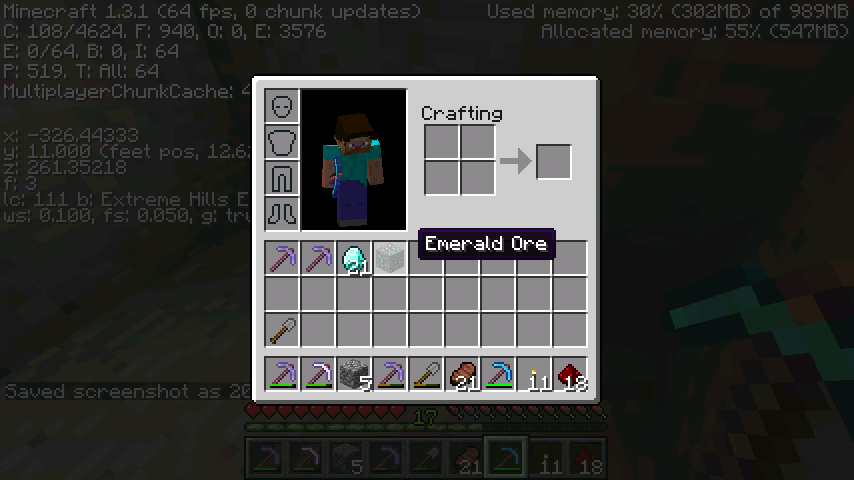 Minecraft 1.3.1 (64 fps, 0 chunk updates)
Used memory: 30% (302MB) of 989MB
C: 108/4624, F: 940, O: 0, E: 3576
Allocated memory: 55% (547MB)
E: 0/64. B: 0, I: 64
P: 519. T: All: 64
MultiplayerChunkCache: 4
Crafting
x: -326.44333
y: 11.000 (feet pos, 12.6
z: 261.35218
f: 3
lc: 111 b: Extreme Hills E
ws: 0.100, fs: 0.050, g: tru
Emerald Ore
21
5
21
11
18
Saved screenshot as 20
17
5
21
11
18